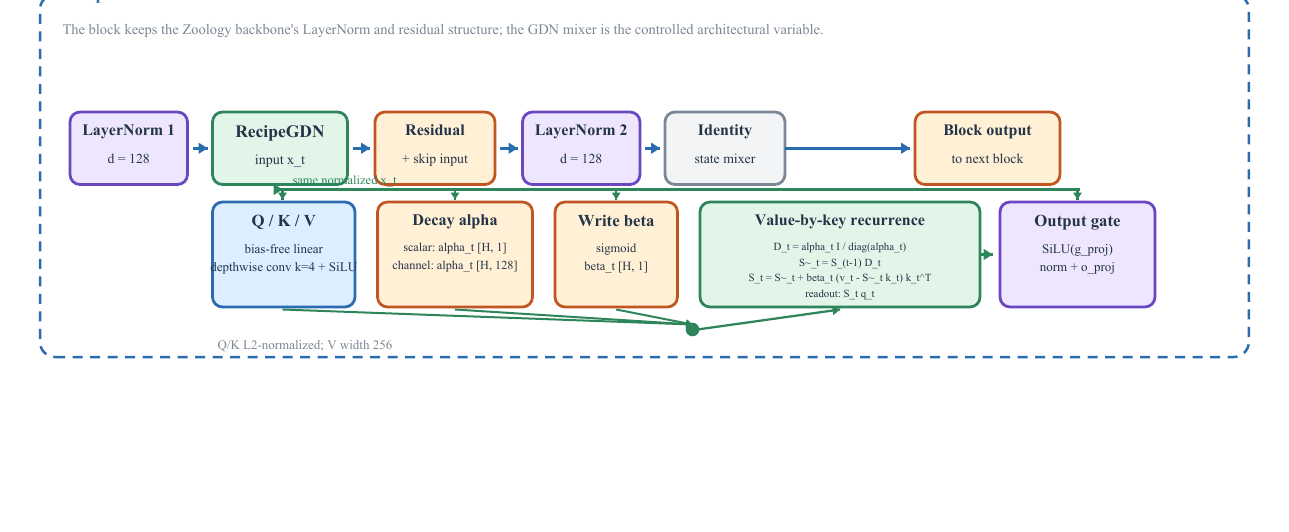 The block keeps the Zoology backbone's LayerNorm and residual structure; the GDN mixer is the controlled architectural variable.
LayerNorm 1
d = 128
RecipeGDN
input x_t
Residual
+ skip input
LayerNorm 2
d = 128
Identity
state mixer
Block output
to next block
same normalized x_t
Q / K / V
bias-free linear
depthwise conv k=4 + SiLU
Decay alpha
scalar: alpha_t [H, 1]
channel: alpha_t [H, 128]
Write beta
sigmoid
beta_t [H, 1]
Value-by-key recurrence
D_t = alpha_t I / diag(alpha_t)
S~_t = S_(t-1) D_t
S_t = S~_t + beta_t (v_t - S~_t k_t) k_t^T
readout: S_t q_t
Output gate
SiLU(g_proj)
norm + o_proj
Q/K L2-normalized; V width 256